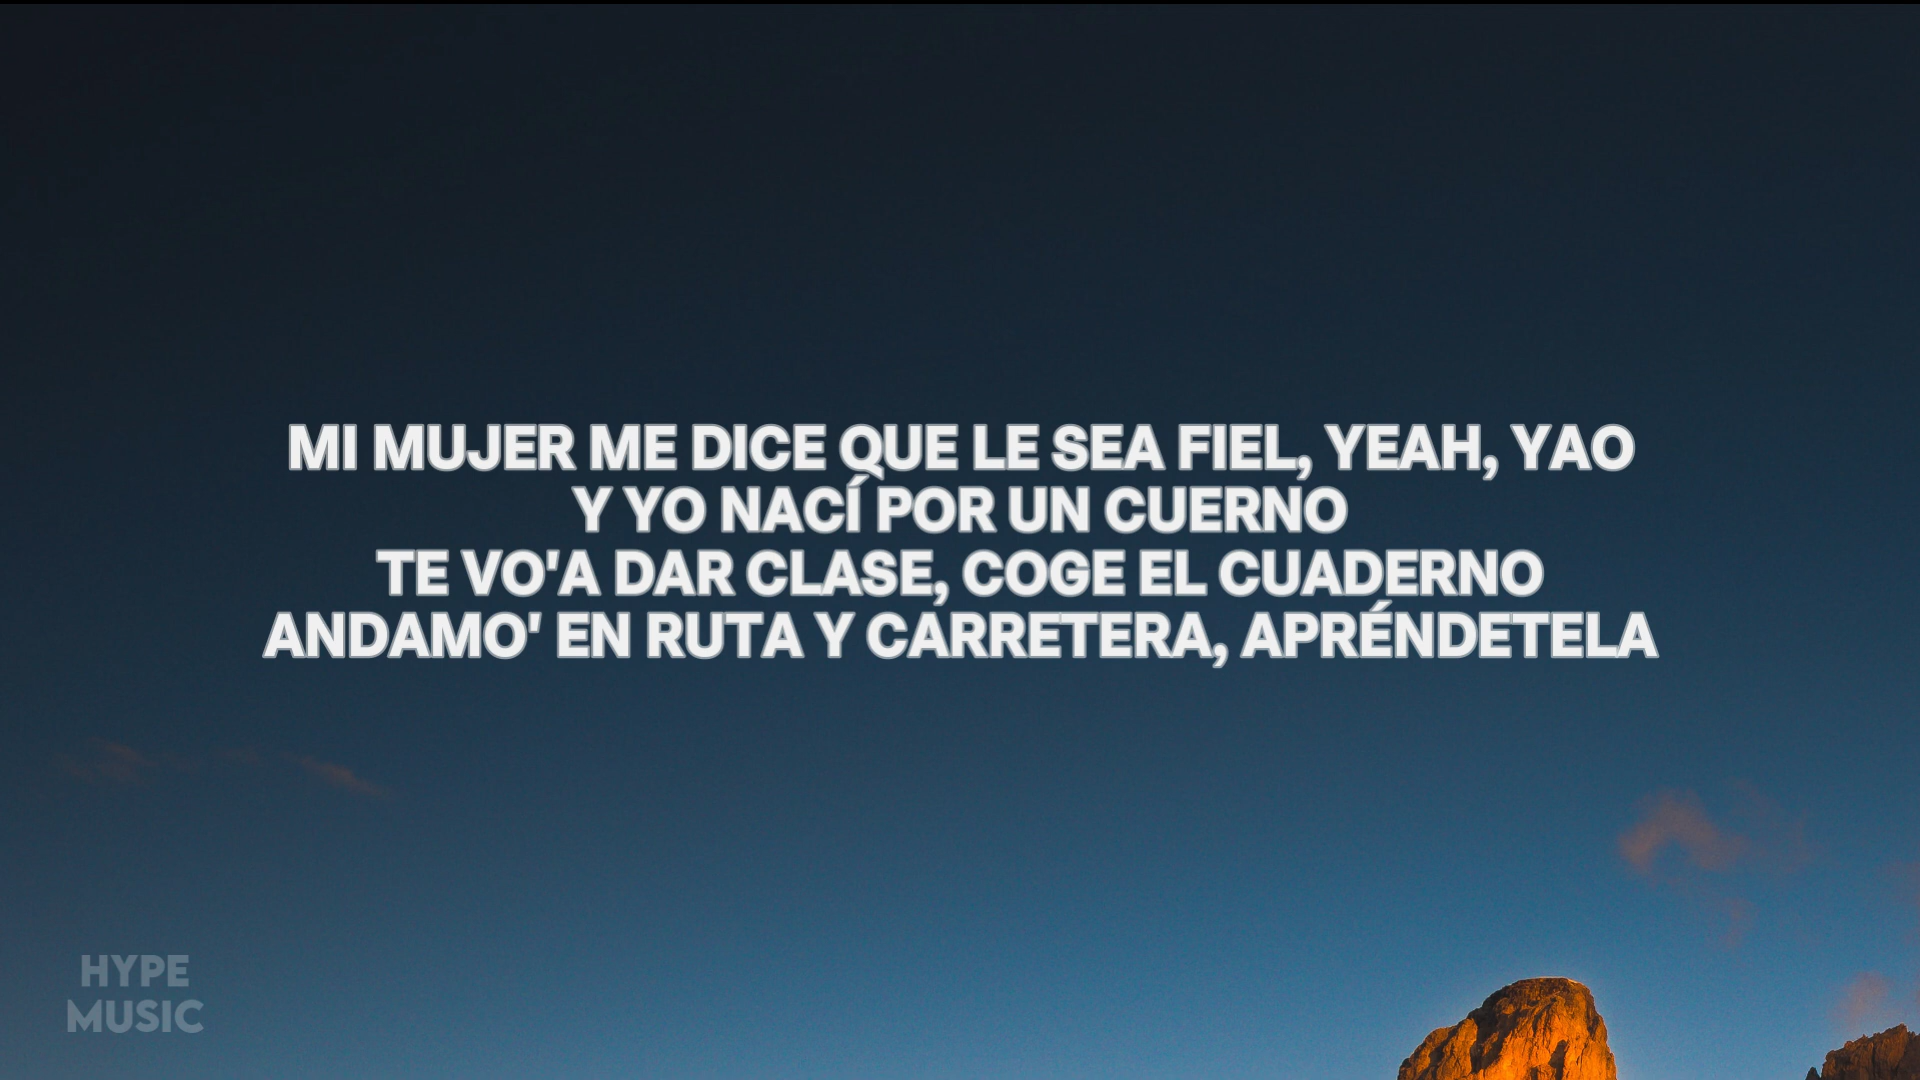 MI MUJER ME DICE QUE LE SEA FIEL, YEAH, YAO
Y YO NACÍ POR UN CUERNO
TE VO'A DAR CLASE, COGE EL CUADERNO
ANDAMO' EN RUTA Y CARRETERA, APRÉNDETELA
HYPE
MUSIC